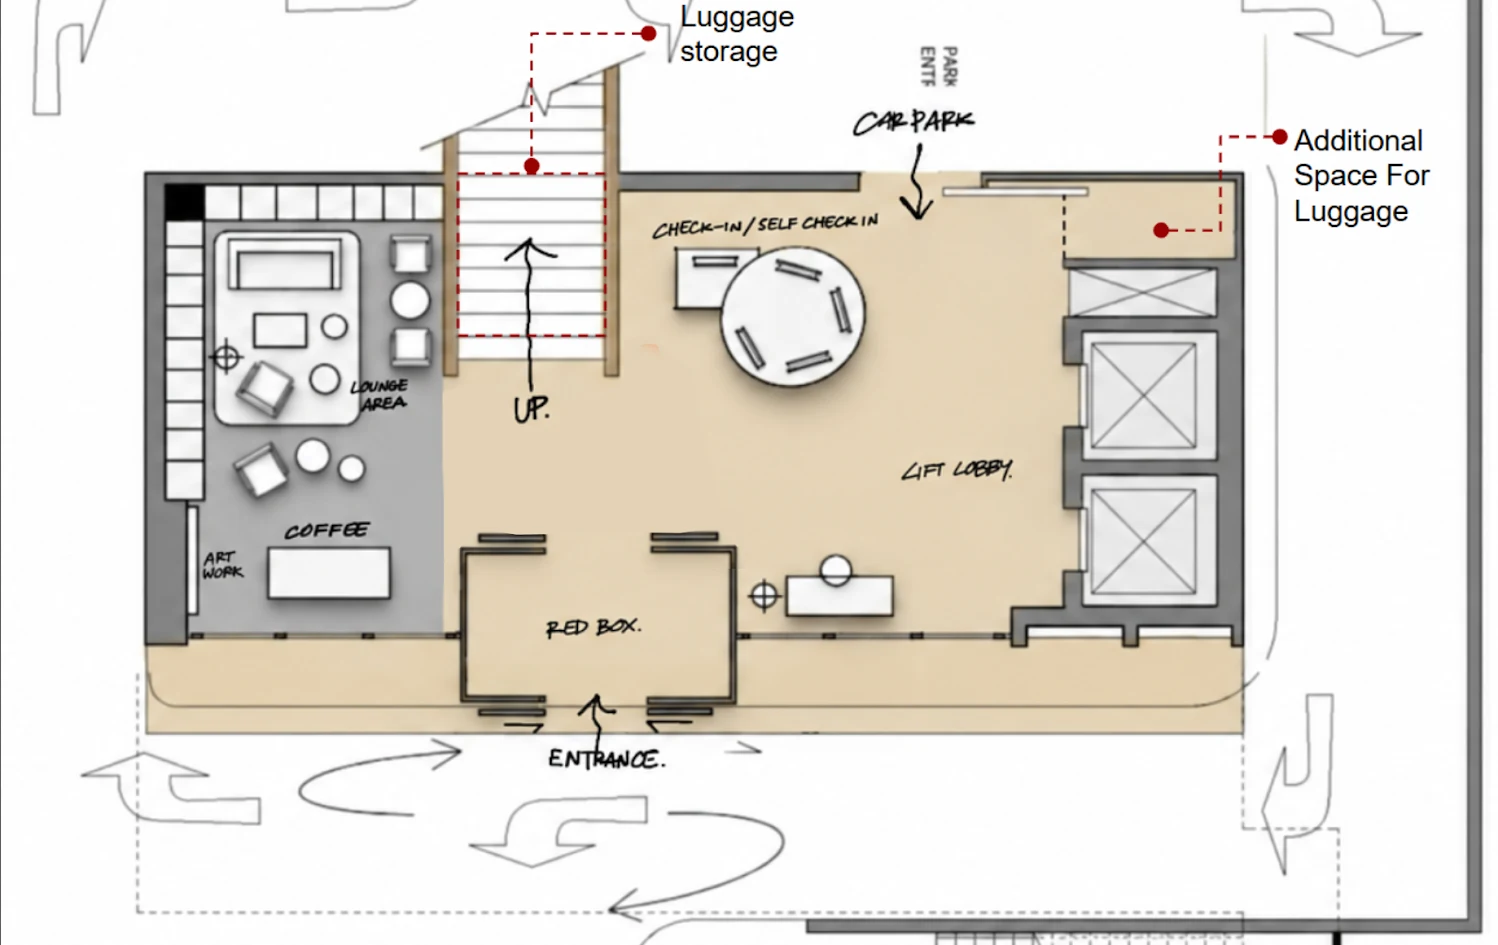 Luggage
storage
PARK
ENTF
CAR PARK
Additional
Space For
Luggage
CHECK-IN/SELF CHECK IN
LOUNGE
AREA
UP.
LIFT LOBBY.
COFFEE
ART
WORK
RED BOX.
ENTRANCE.